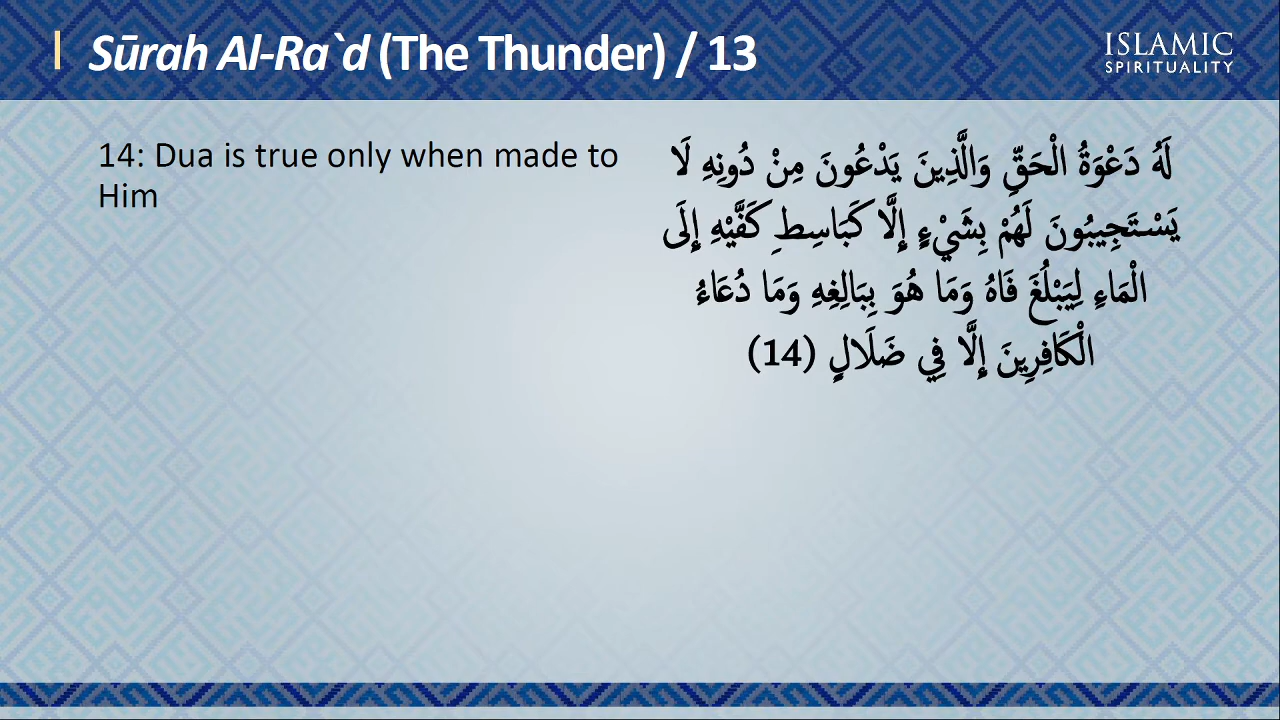 Sūrah Al-Ra`d (The Thunder) / 13
ISLAMIC
SPIRITUALITY
14: Dua is true only when made to
Him
لَهُ دَعْوَةُ الْحَقِّ وَالَّذِينَ يَدْعُونَ مِنْ دُونِهِ لَا
يَسْتَجِيبُونَ لَهُمْ بِشَيْءٍ إِلَّا كَبَاسِطِ كَفَّيْهِ إِلَى
الْمَاءِ لِيَبْلُغَ فَاهُ وَمَا هُوَ بِبَالِغِهِ وَمَا دُعَاءُ
الْكَافِرِينَ إِلَّا فِي ضَلَالٍ (14)